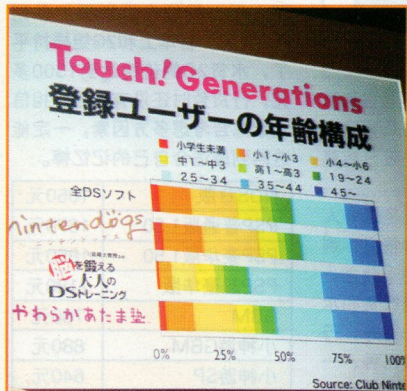 Touch! Generations
登録ユーザーの年齢構成
小学生未満 小1~小3 小4~小6
中1~中3 高1~高3 19~24
25~34 35~44 45~
全DSソフト
nintendogs
脳を鍛える
大人の
DSトレーニング
やわらかあたま塾
0% 25% 50% 75% 100%
Source: Club Ninte